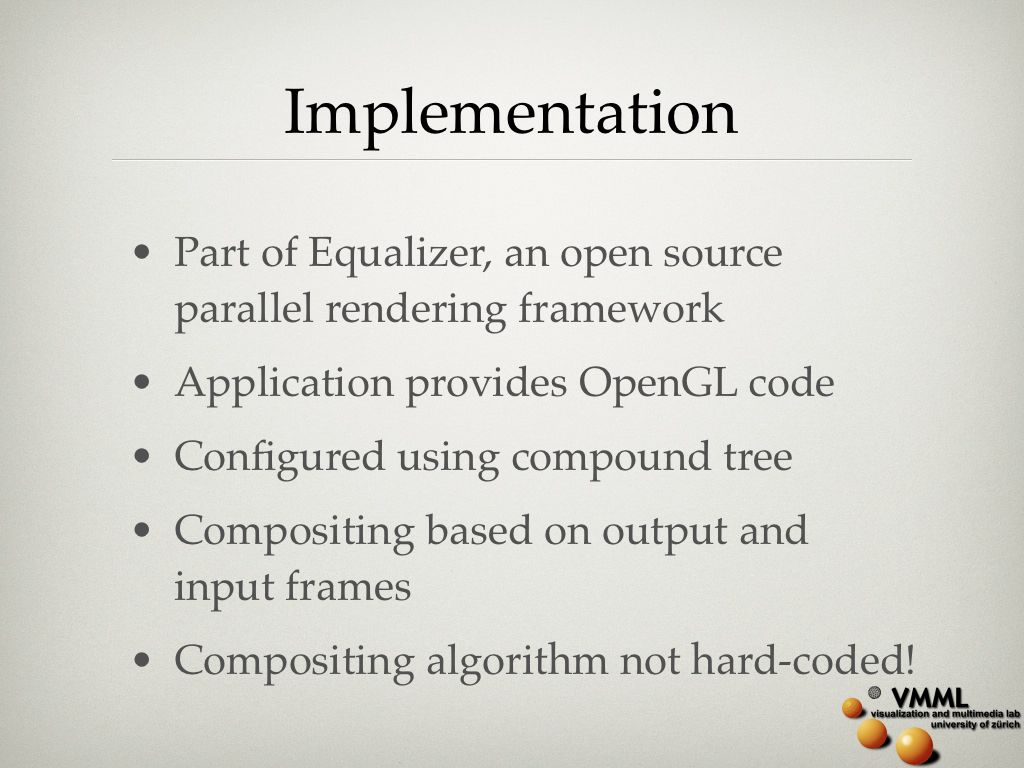 Implementation
• Part of Equalizer, an open source
parallel rendering framework
• Application provides OpenGL code
• Configured using compound tree
• Compositing based on output and
input frames
• Compositing algorithm not hard-coded!
VMML
visualization and multimedia lab
university of zürich